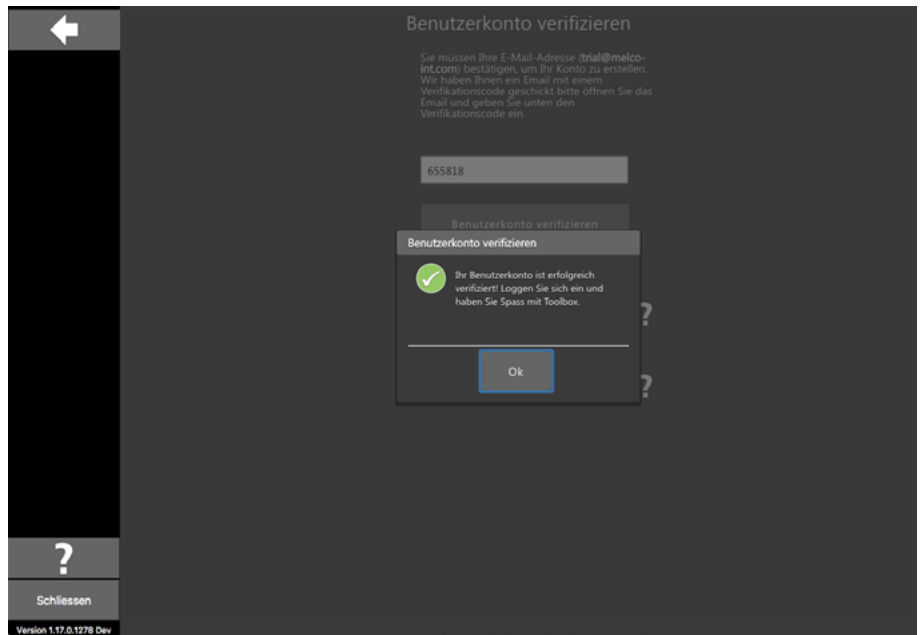 Benutzerkonto verifizieren
Sie müssen Ihre E-Mail-Adresse (trial@melco-
int.com) bestätigen, um Ihr Konto zu erstellen.
Wir haben Ihnen ein Email mit einem
Verifikationscode geschickt bitte öffnen Sie das
Email und geben Sie unten den
Verifikationscode ein.
655818
Benutzerkonto verifizieren
Benutzerkonto verifizieren
Ihr Benutzerkonto ist erfolgreich
verifiziert! Loggen Sie sich ein und
haben Sie Spass mit Toolbox.
?
Ok
?
?
Schliessen
Version 1.17.0.1278 Dev